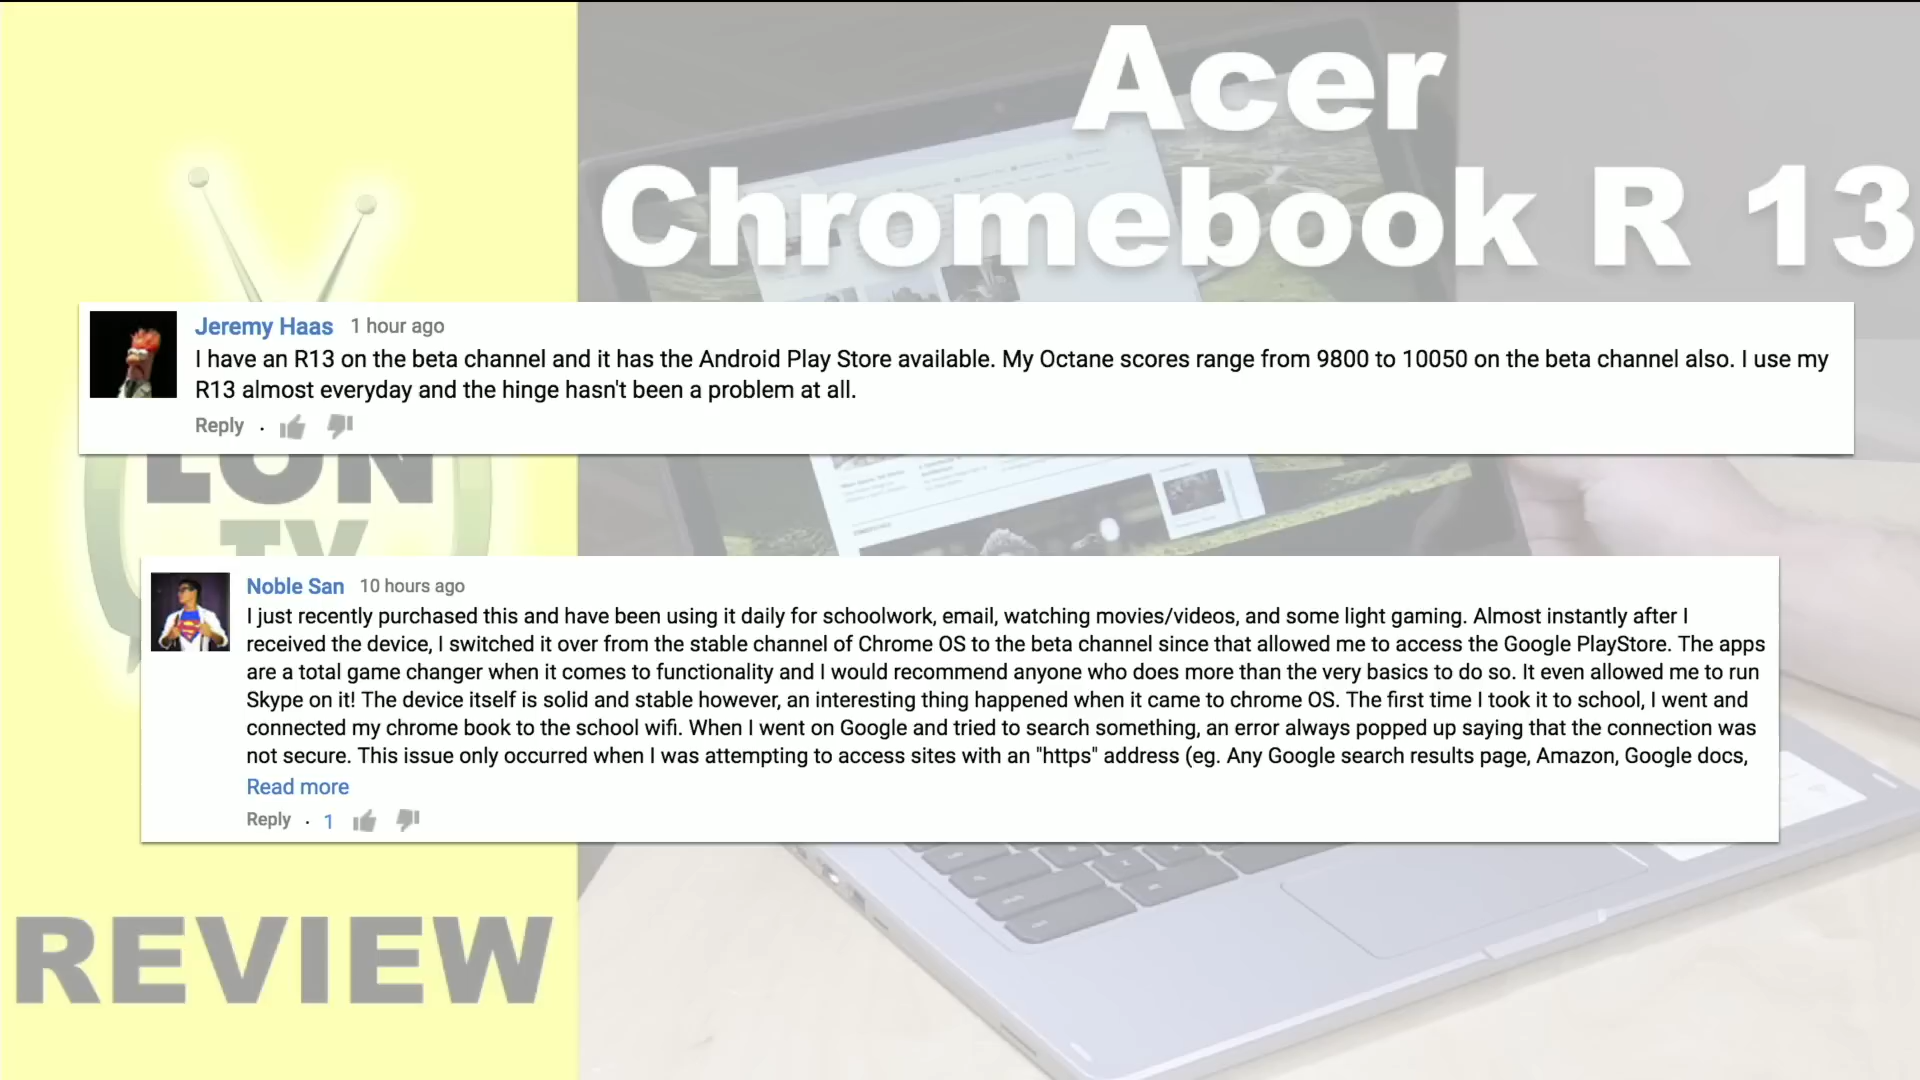 Acer
Chromebook R 13
Jeremy Haas 1 hour ago
I have an R13 on the beta channel and it has the Android Play Store available. My Octane scores range from 9800 to 10050 on the beta channel also. I use my
R13 almost everyday and the hinge hasn't been a problem at all.
Reply ·
LON
TV
Noble San 10 hours ago
I just recently purchased this and have been using it daily for schoolwork, email, watching movies/videos, and some light gaming. Almost instantly after I
received the device, I switched it over from the stable channel of Chrome OS to the beta channel since that allowed me to access the Google PlayStore. The apps
are a total game changer when it comes to functionality and I would recommend anyone who does more than the very basics to do so. It even allowed me to run
Skype on it! The device itself is solid and stable however, an interesting thing happened when it came to chrome OS. The first time I took it to school, I went and
connected my chrome book to the school wifi. When I went on Google and tried to search something, an error always popped up saying that the connection was
not secure. This issue only occurred when I was attempting to access sites with an "https" address (eg. Any Google search results page, Amazon, Google docs,
Read more
Reply · 1
REVIEW